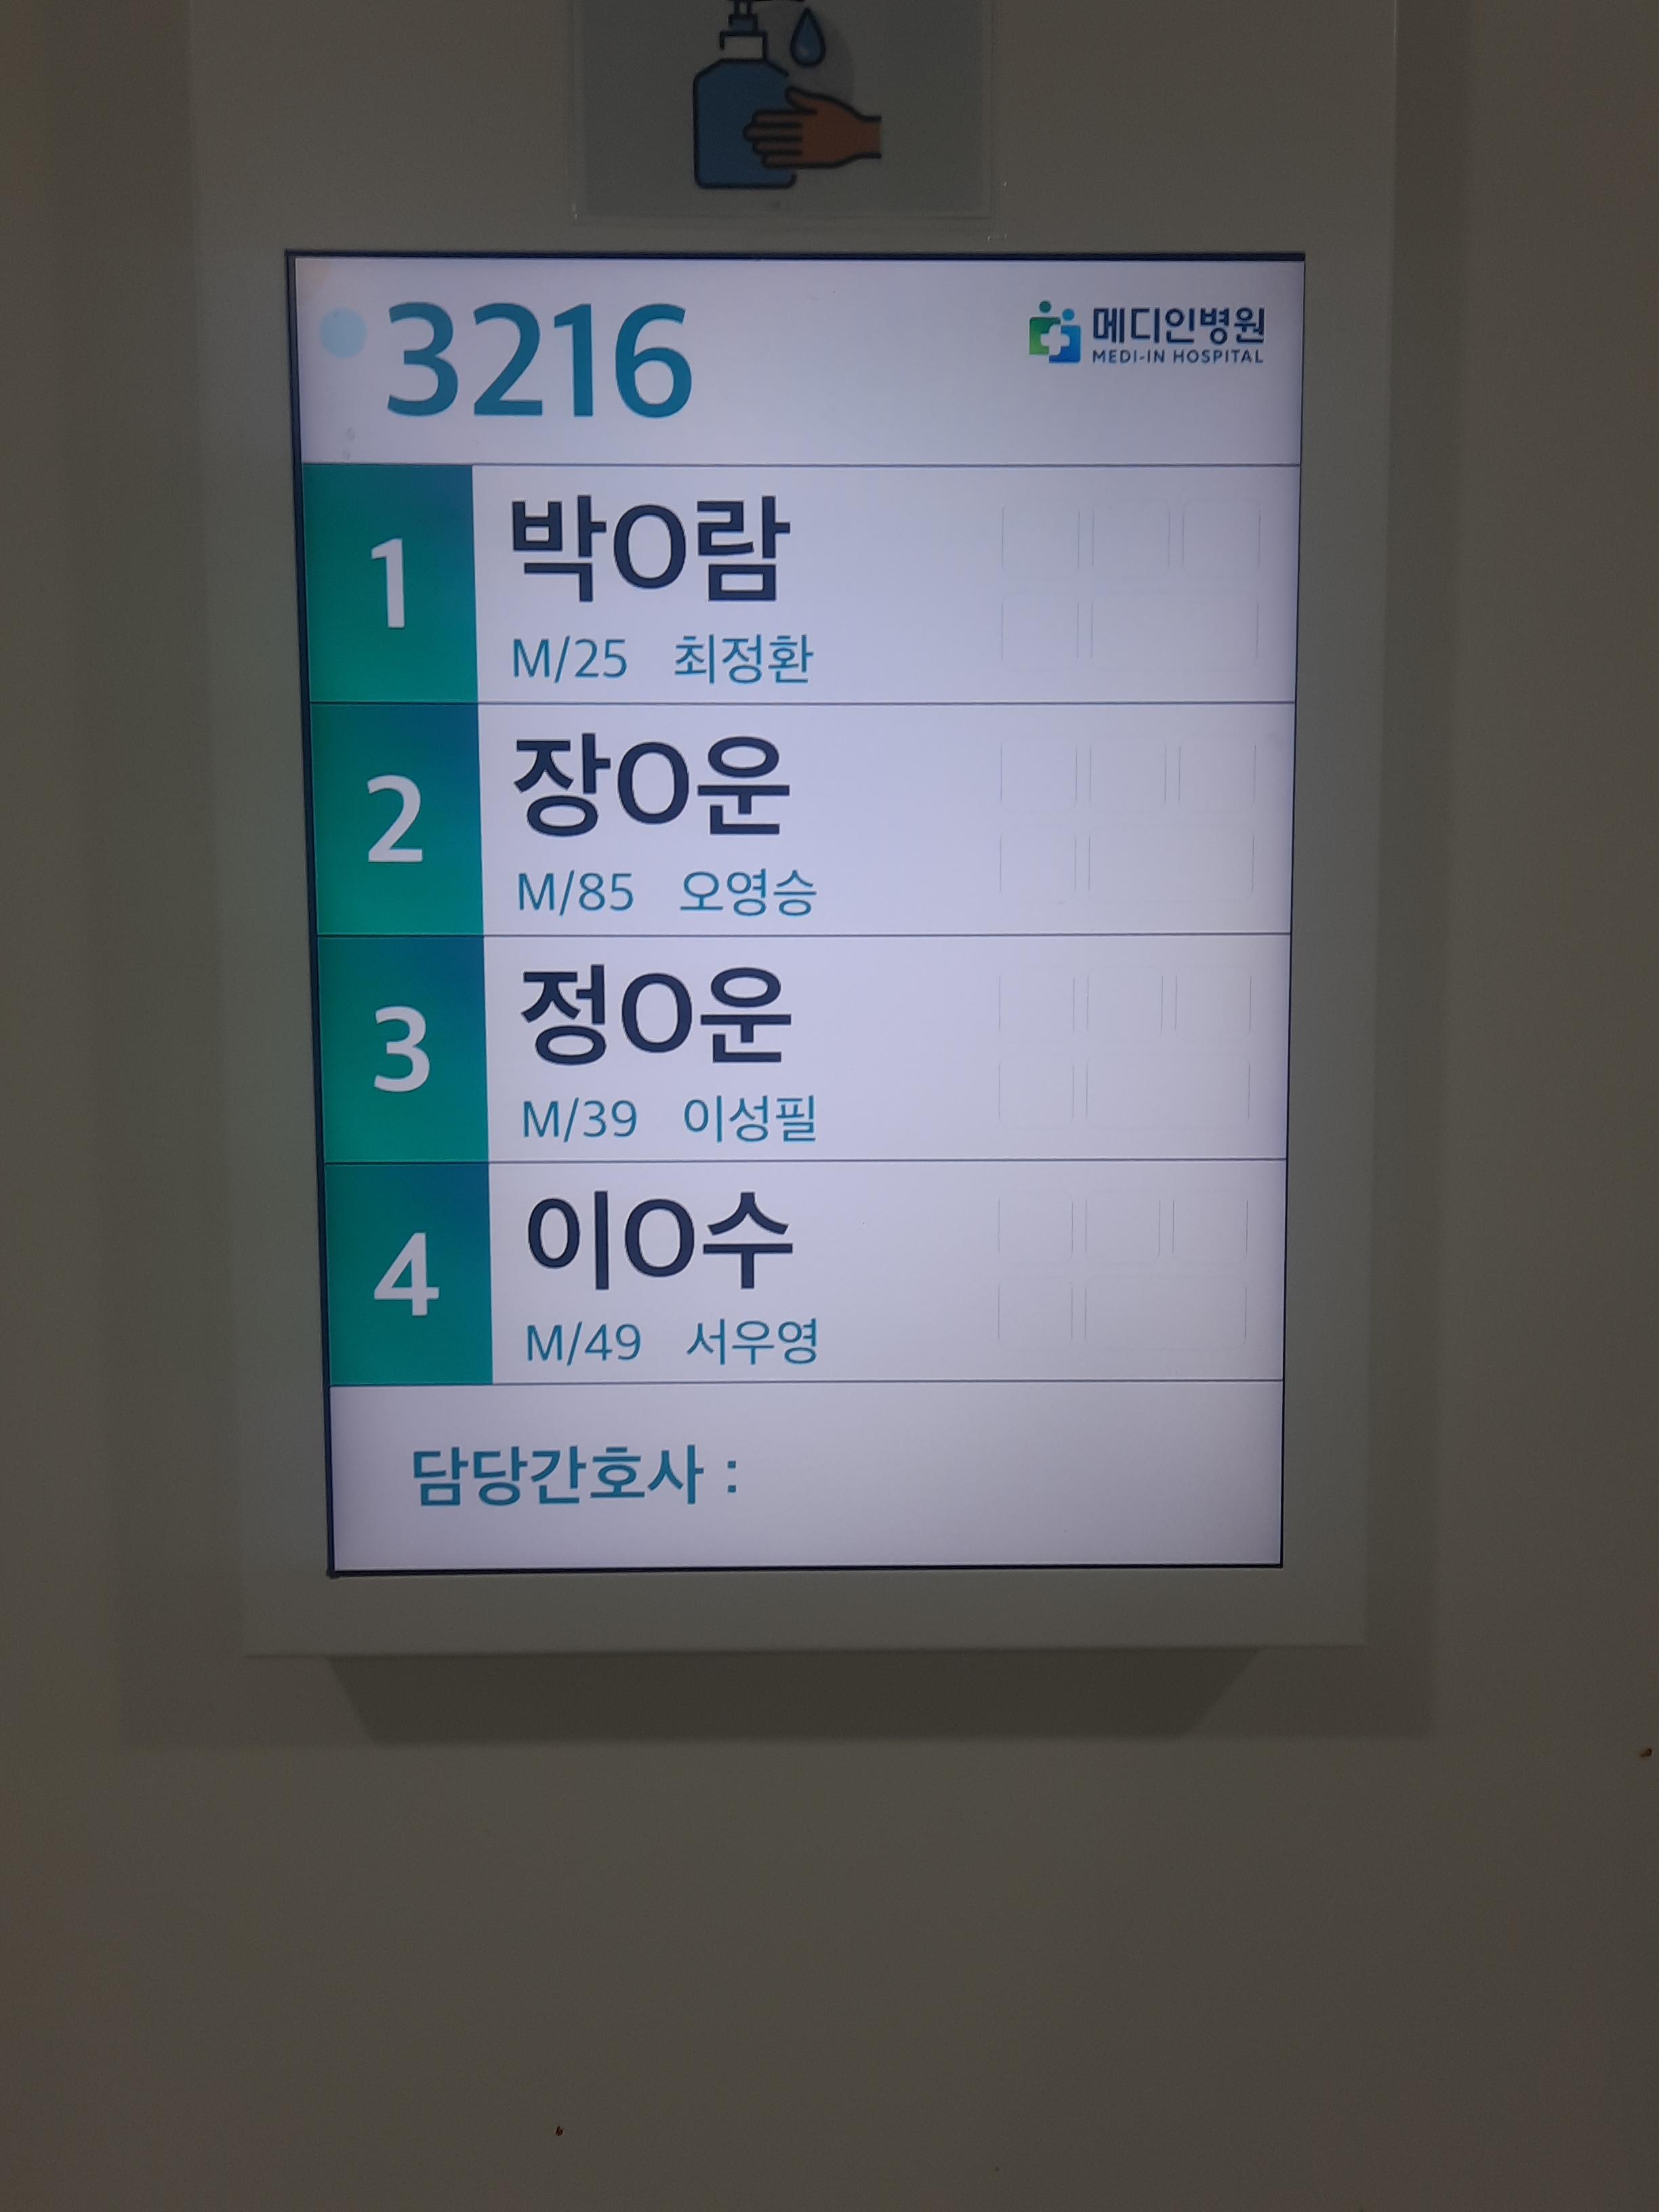 3216
메디인병원
MEDI-IN HOSPITAL
1
박O람
M/25 최정환
2
장O운
M/85 오영승
3
정O운
M/39 이성필
4
이O수
M/49 서우영
담당간호사 :